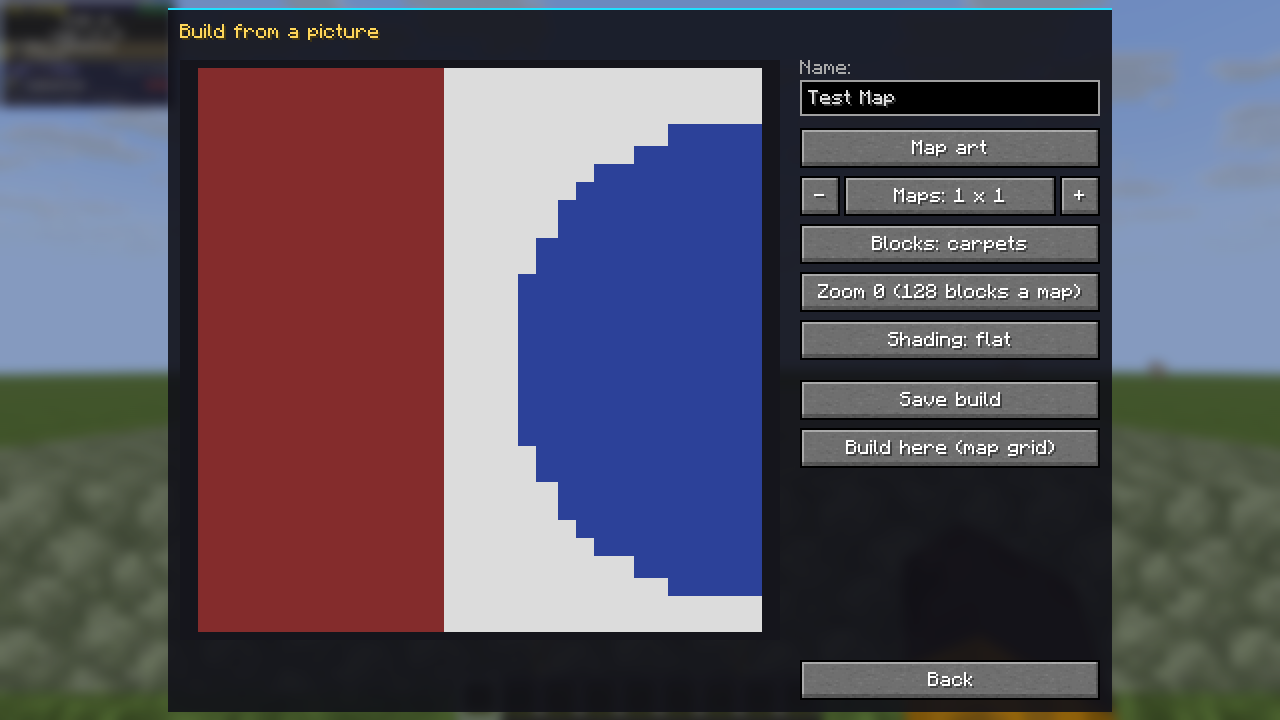 Build from a picture
Name:
Test Map
Map art
-
Maps: 1 x 1
+
Blocks: carpets
Zoom 0 (128 blocks a map)
Shading: flat
Save build
Build here (map grid)
Back